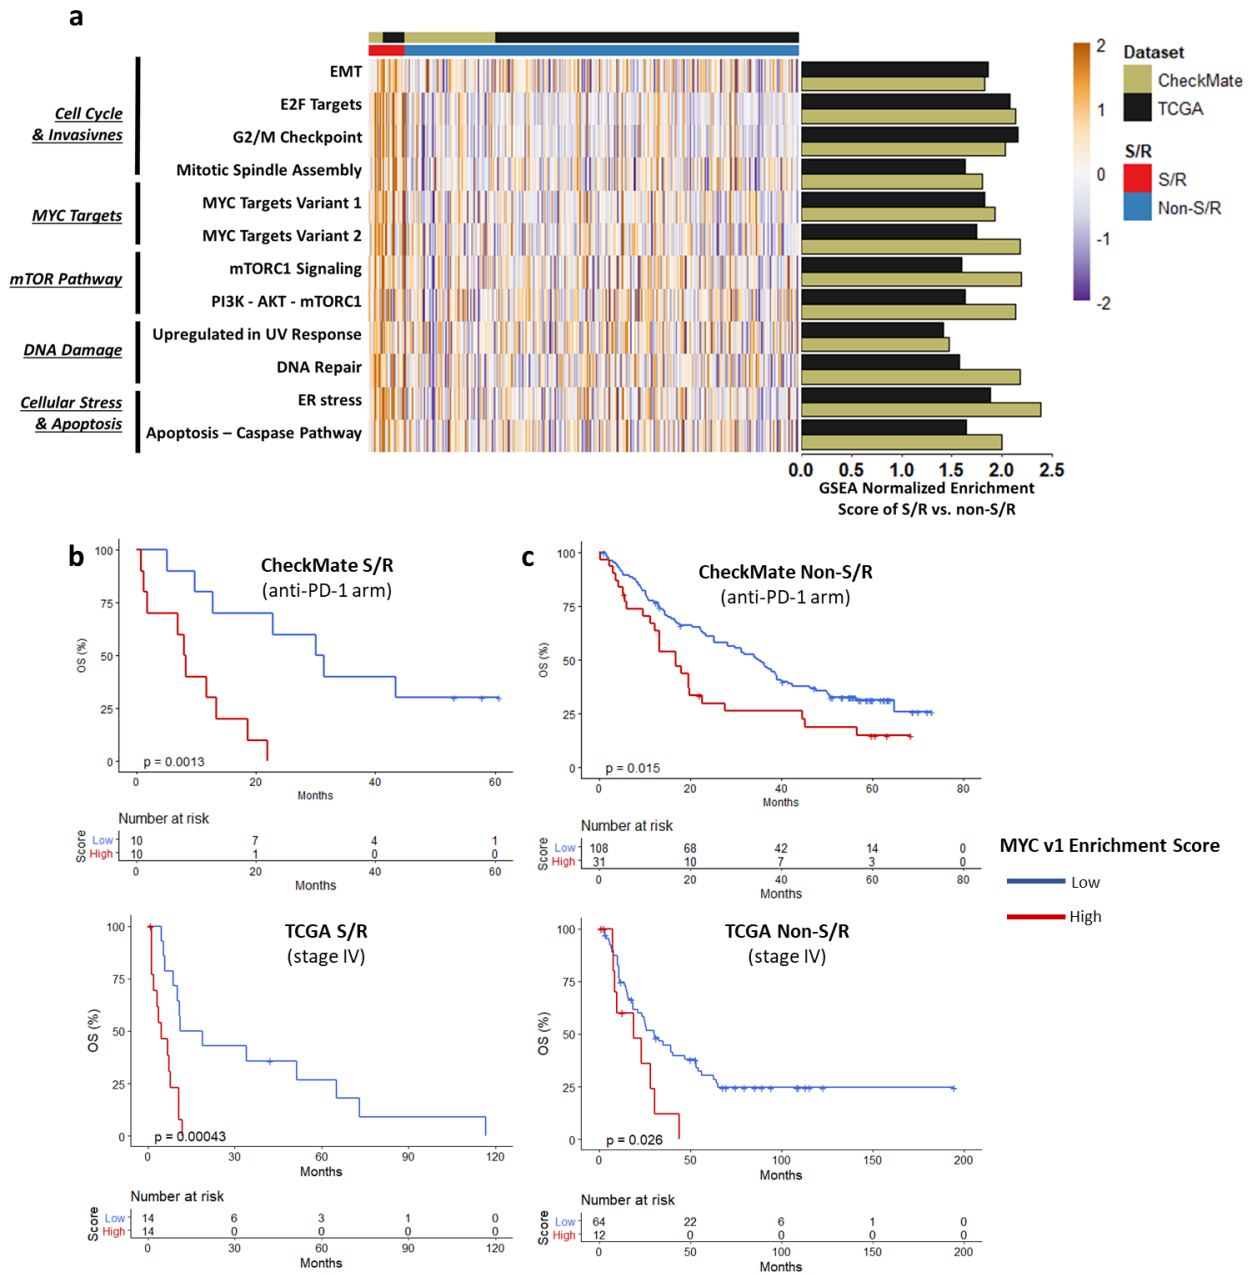 a
EMT
E2F Targets
G2/M Checkpoint
Mitotic Spindle Assembly
MYC Targets Variant 1
MYC Targets Variant 2
mTORC1 Signaling
PI3K - AKT - mTORC1
Upregulated in UV Response
DNA Repair
ER stress
Apoptosis – Caspase Pathway
Cell Cycle
& Invasivnes
MYC Targets
mTOR Pathway
DNA Damage
Cellular Stress
& Apoptosis
0.0 0.5 1.0 1.5 2.0 2.5
GSEA Normalized Enrichment
Score of S/R vs. non-S/R
2
1
0
-1
-2
Dataset
CheckMate
TCGA
S/R
S/R
Non-S/R
b
CheckMate S/R
(anti-PD-1 arm)
OS (%)
100
75
50
25
0
p = 0.0013
0 20 40 60
Months
Number at risk
Score
Low 10 7 4 1
High 10 1 0 0
0 20 40 60
Months
c
CheckMate Non-S/R
(anti-PD-1 arm)
OS (%)
100
75
50
25
0
p = 0.015
0 20 40 60 80
Months
Number at risk
Score
Low 108 68 42 14 0
High 31 10 7 3 0
0 20 40 60 80
Months
MYC v1 Enrichment Score
Low
High
TCGA S/R
(stage IV)
OS (%)
100
75
50
25
0
p = 0.00043
0 30 60 90 120
Months
Number at risk
Score
Low 14 6 3 1 0
High 14 0 0 0 0
0 30 60 90 120
Months
TCGA Non-S/R
(stage IV)
OS (%)
100
75
50
25
0
p = 0.026
0 50 100 150 200
Months
Number at risk
Score
Low 64 22 6 1 0
High 12 0 0 0 0
0 50 100 150 200
Months